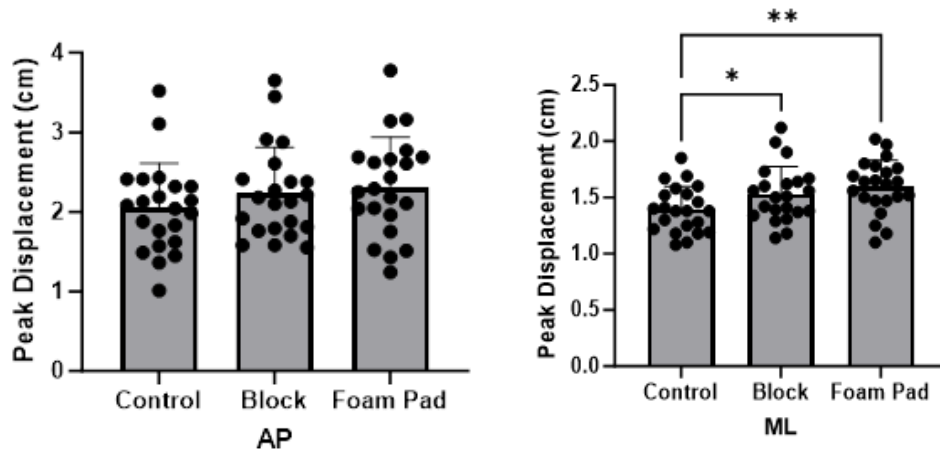 Peak Displacement (cm)
4
3
2
1
0
Control Block Foam Pad
AP
**
*
Peak Displacement (cm)
2.5
2.0
1.5
1.0
0.5
0.0
Control Block Foam Pad
ML